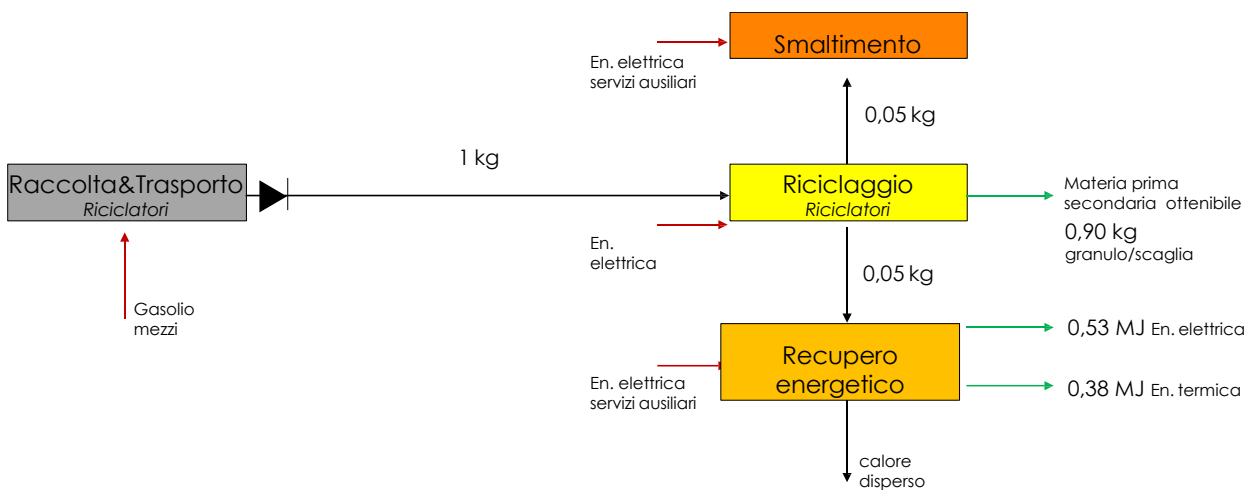 Smaltimento
En. elettrica
servizi ausiliari
0,05 kg
1 kg
Raccolta&Trasporto
Riciclatori
Riciclaggio
Riciclatori
Materia prima
secondaria ottenibile
0,90 kg
granulo/scaglia
En.
elettrica
0,05 kg
Gasolio
mezzi
0,53 MJ En. elettrica
Recupero
energetico
En. elettrica
servizi ausiliari
0,38 MJ En. termica
calore
disperso